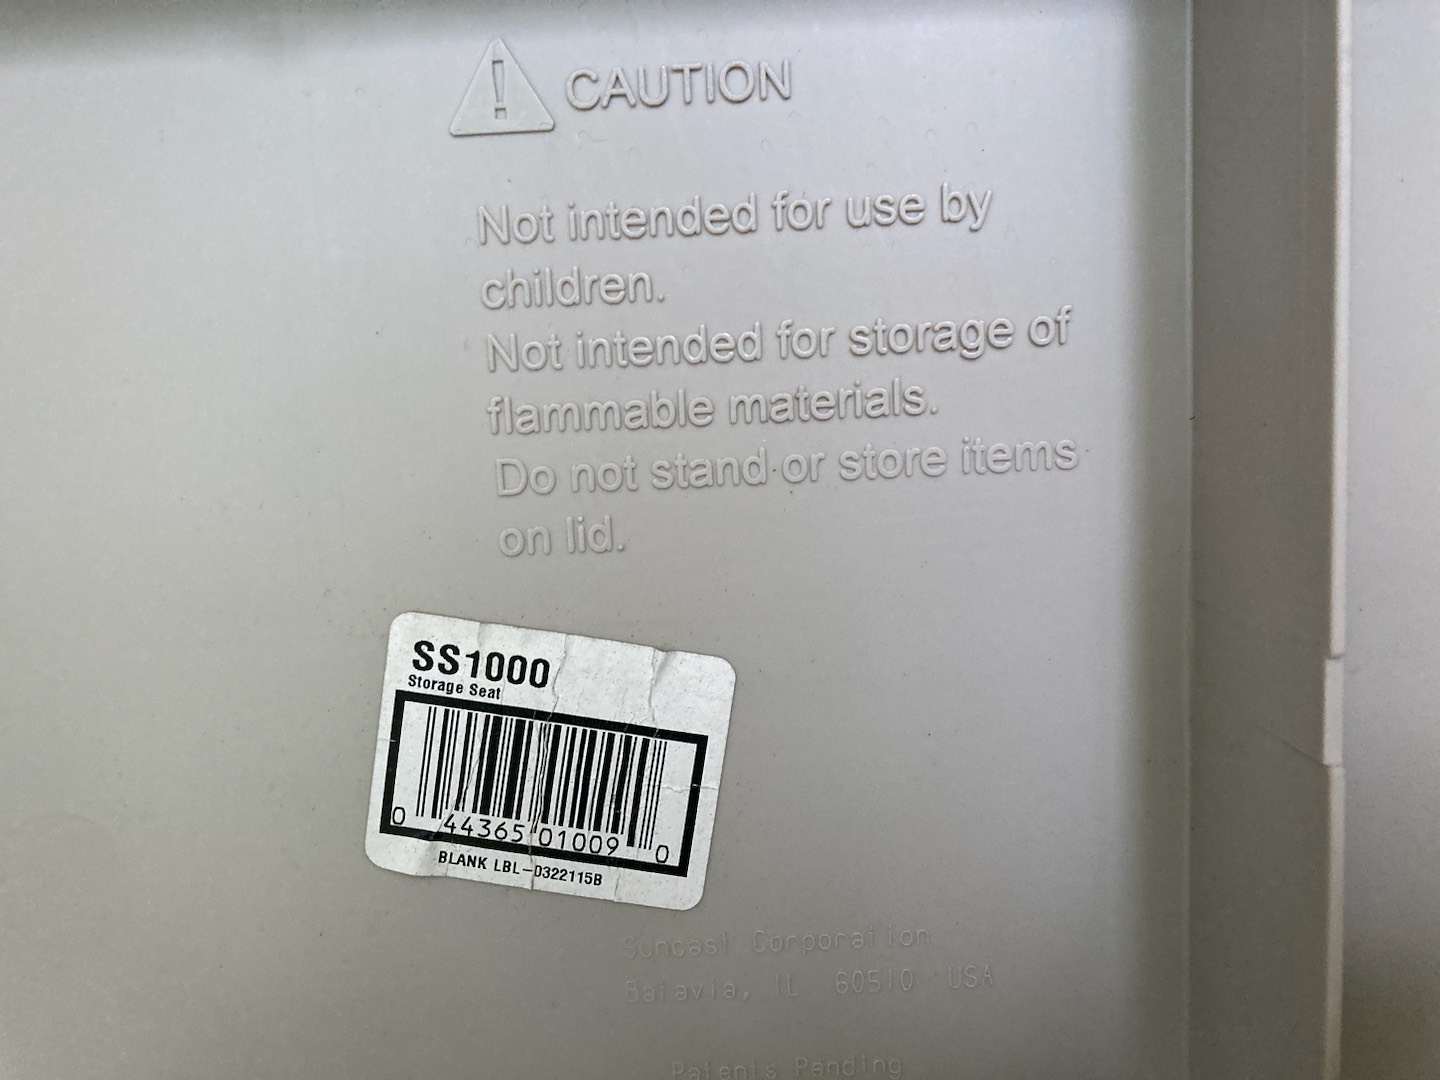 CAUTION
Not intended for use by
children.
Not intended for storage of
flammable materials.
Do not stand or store items
on lid.
SS1000
Storage Seat
0 44365 01009 0
BLANK LBL-0322115B
Suncast Corporation
Batavia, IL 60510 USA
Patents Pending